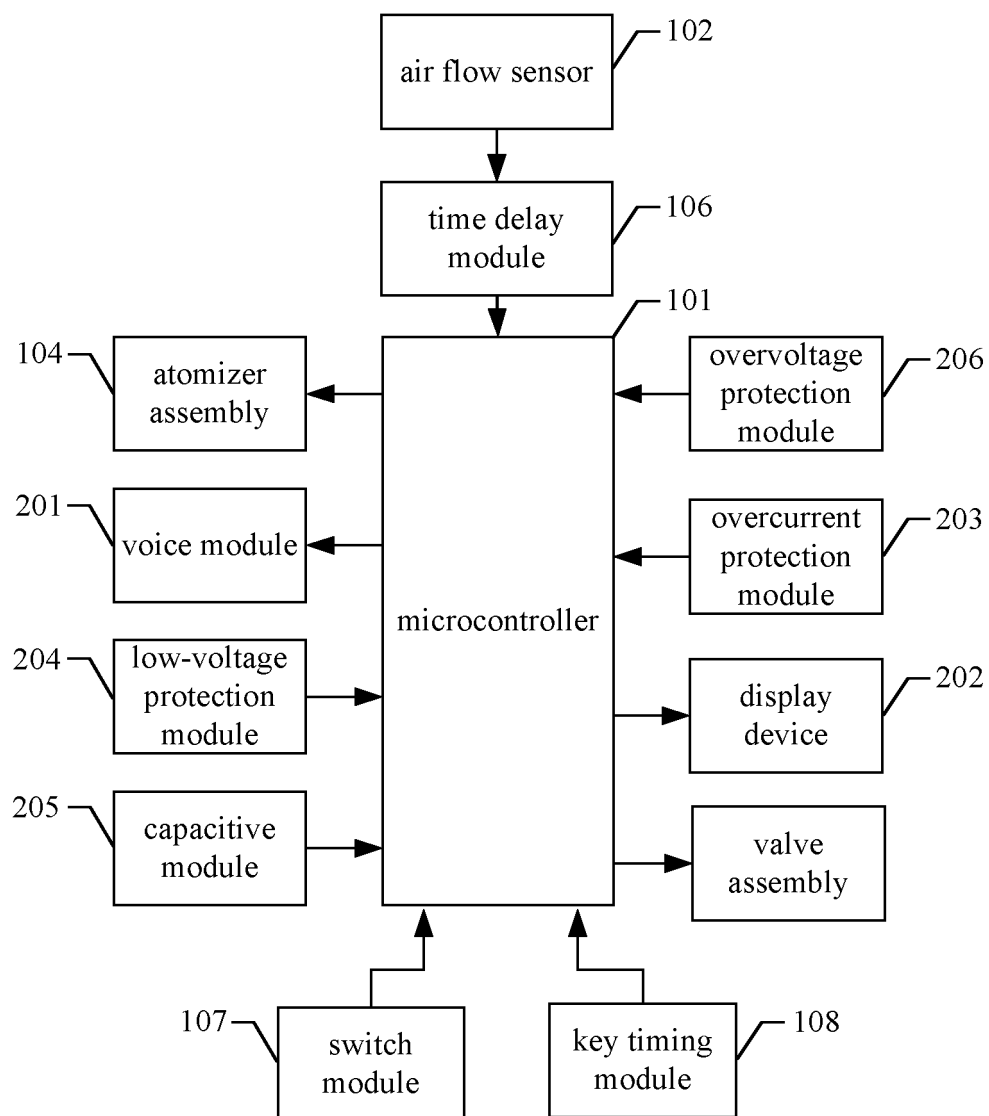 102
air flow sensor
time delay
module
106
101
104
atomizer
assembly
overvoltage
protection
module
206
201
voice module
overcurrent
protection
module
203
microcontroller
204
low-voltage
protection
module
display
device
202
205
capacitive
module
valve
assembly
107
switch
module
key timing
module
108